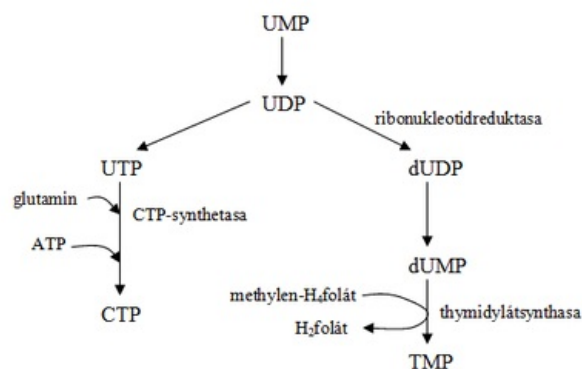 UMP
UDP
ribonukleotidreduktasa
UTP
dUDP
glutamin
CTP-synthetasa
ATP
dUMP
methylen-H₄folát
thymidylátsynthasa
CTP
H₂folát
TMP